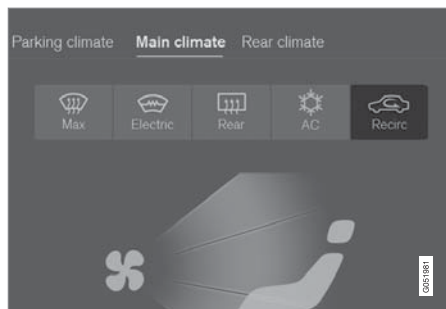 Parking climate Main climate Rear climate
Max Electric Rear AC Recirc
G051981